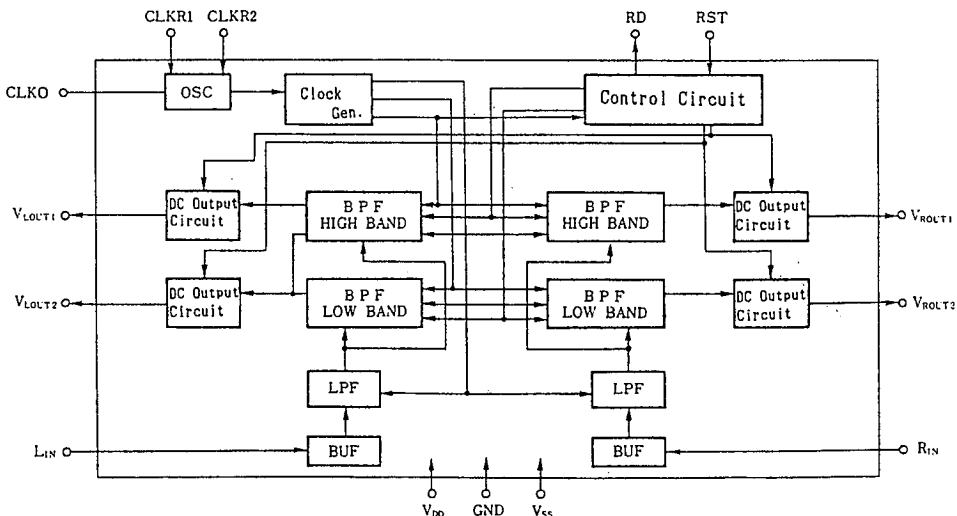 CLKR1 CLKR2
RD RST
CLKO
OSC
Clock
Gen.
Control Circuit
VLOUT1
DC Output
Circuit
BPF
HIGH BAND
BPF
HIGH BAND
DC Output
Circuit
VROUT1
VLOUT2
DC Output
Circuit
BPF
LOW BAND
BPF
LOW BAND
DC Output
Circuit
VROUT2
LPF
LPF
LIN
BUF
BUF
RIN
VDD GND VSS